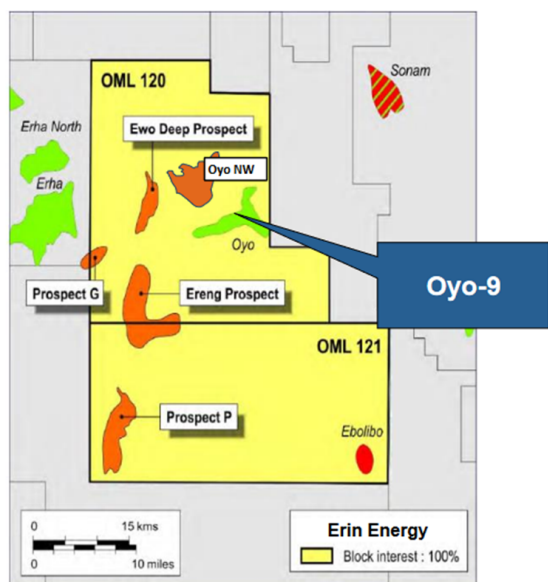 OML 120
Sonam
Ewo Deep Prospect
Erha North
Oyo NW
Erha
Oyo
Oyo-9
Prospect G
Ereng Prospect
OML 121
Prospect P
Ebolibo
0 15 kms
0 10 miles
Erin Energy
Block interest : 100%